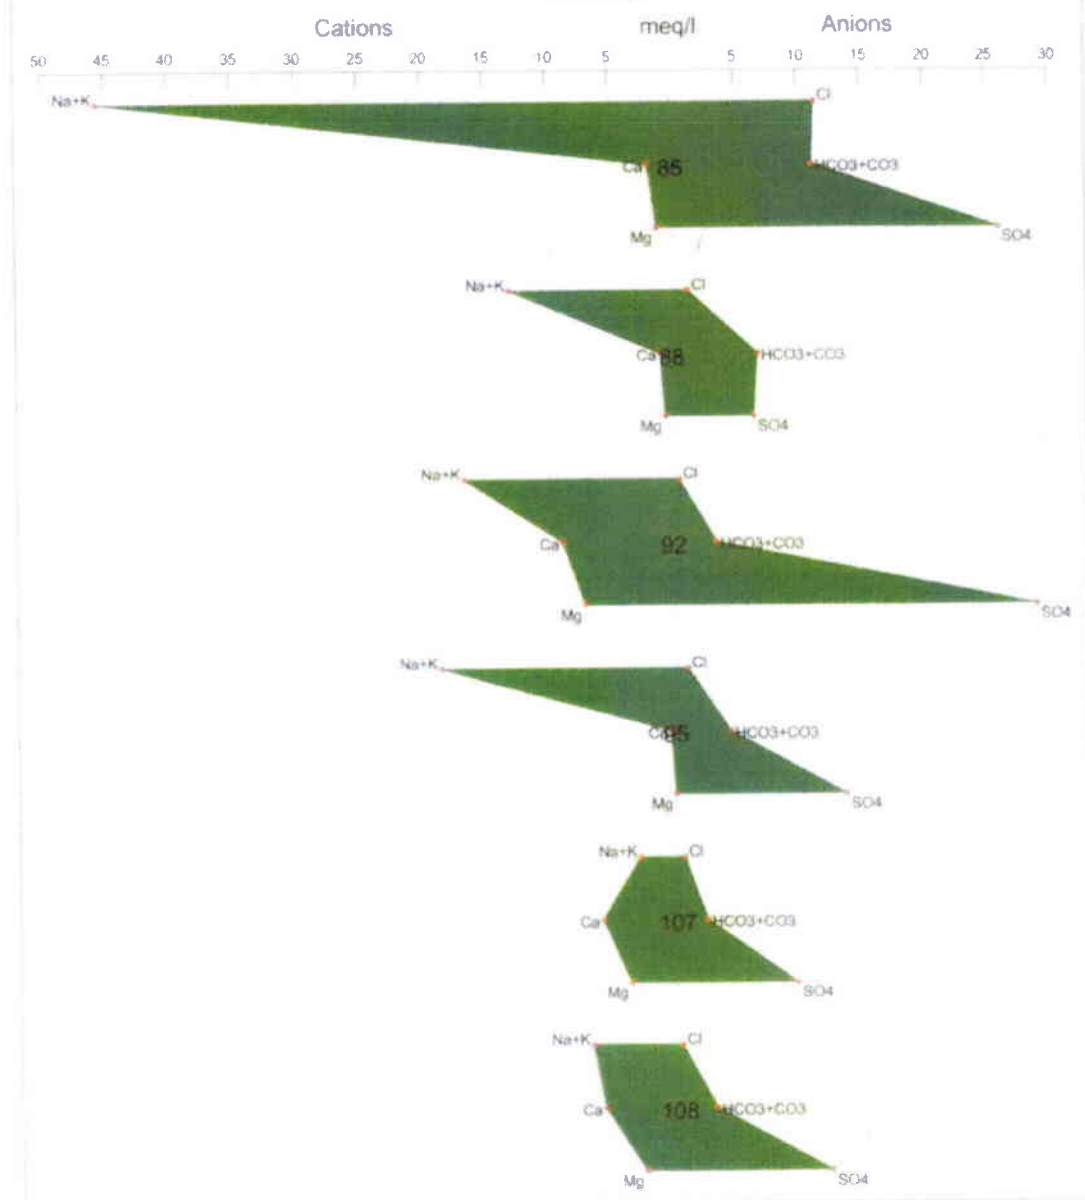 Cations meq/l Anions
50 45 40 35 30 25 20 15 10 5 5 10 15 20 25 30
Na+K Cl
Ca 85 HCO3+CO3
Mg SO4
Na+K Cl
Ca 88 HCO3+CO3
Mg SO4
Na+K Cl
Ca 92 HCO3+CO3
Mg SO4
Na+K Cl
Ca 95 HCO3+CO3
Mg SO4
Na+K Cl
Ca 107 HCO3+CO3
Mg SO4
Na+K Cl
Ca 108 HCO3+CO3
Mg SO4